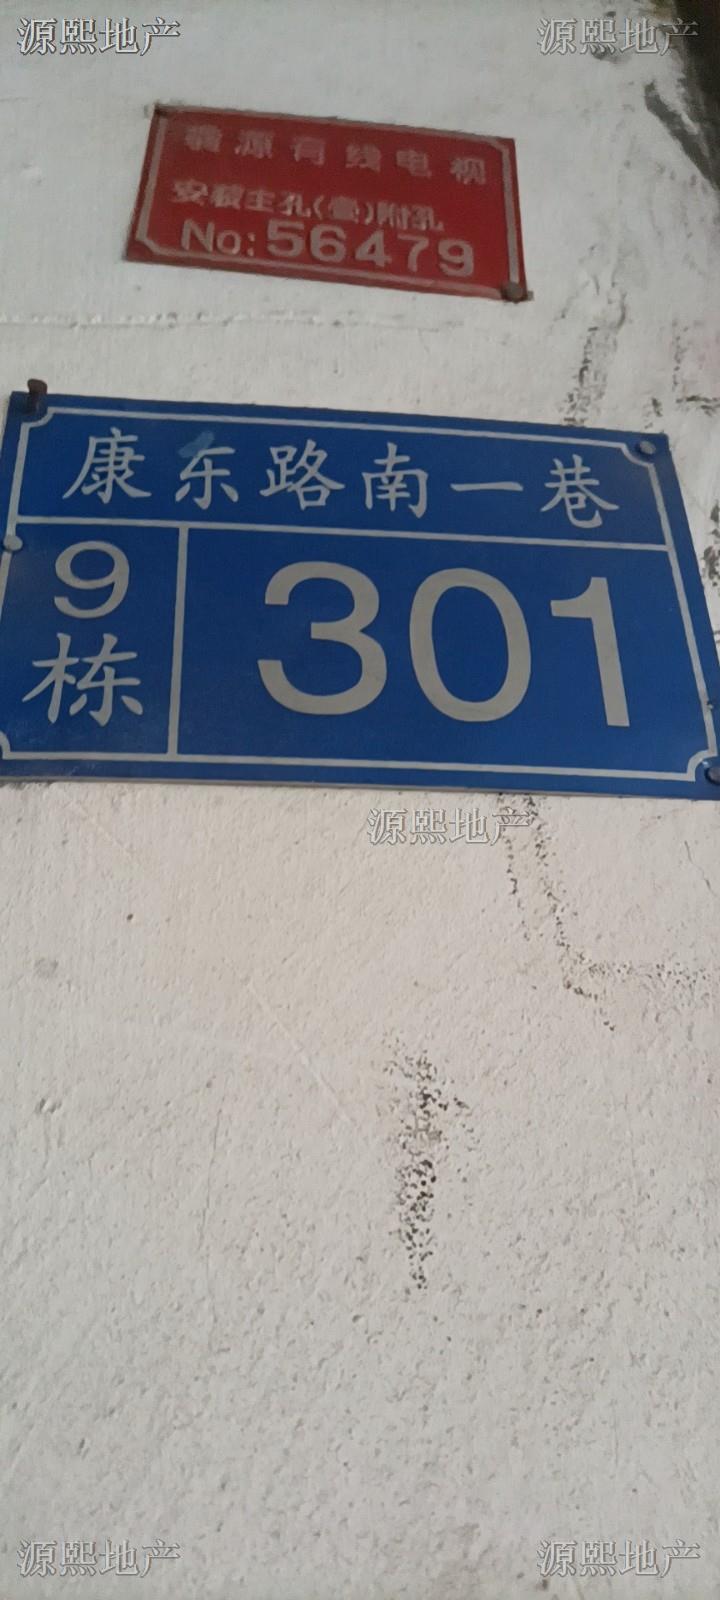 源熙地产 源熙地产
源有线电视
安装主孔(壹)附孔
No:56479
康东路南一巷
9栋 301
源熙地产
源熙地产 源熙地产